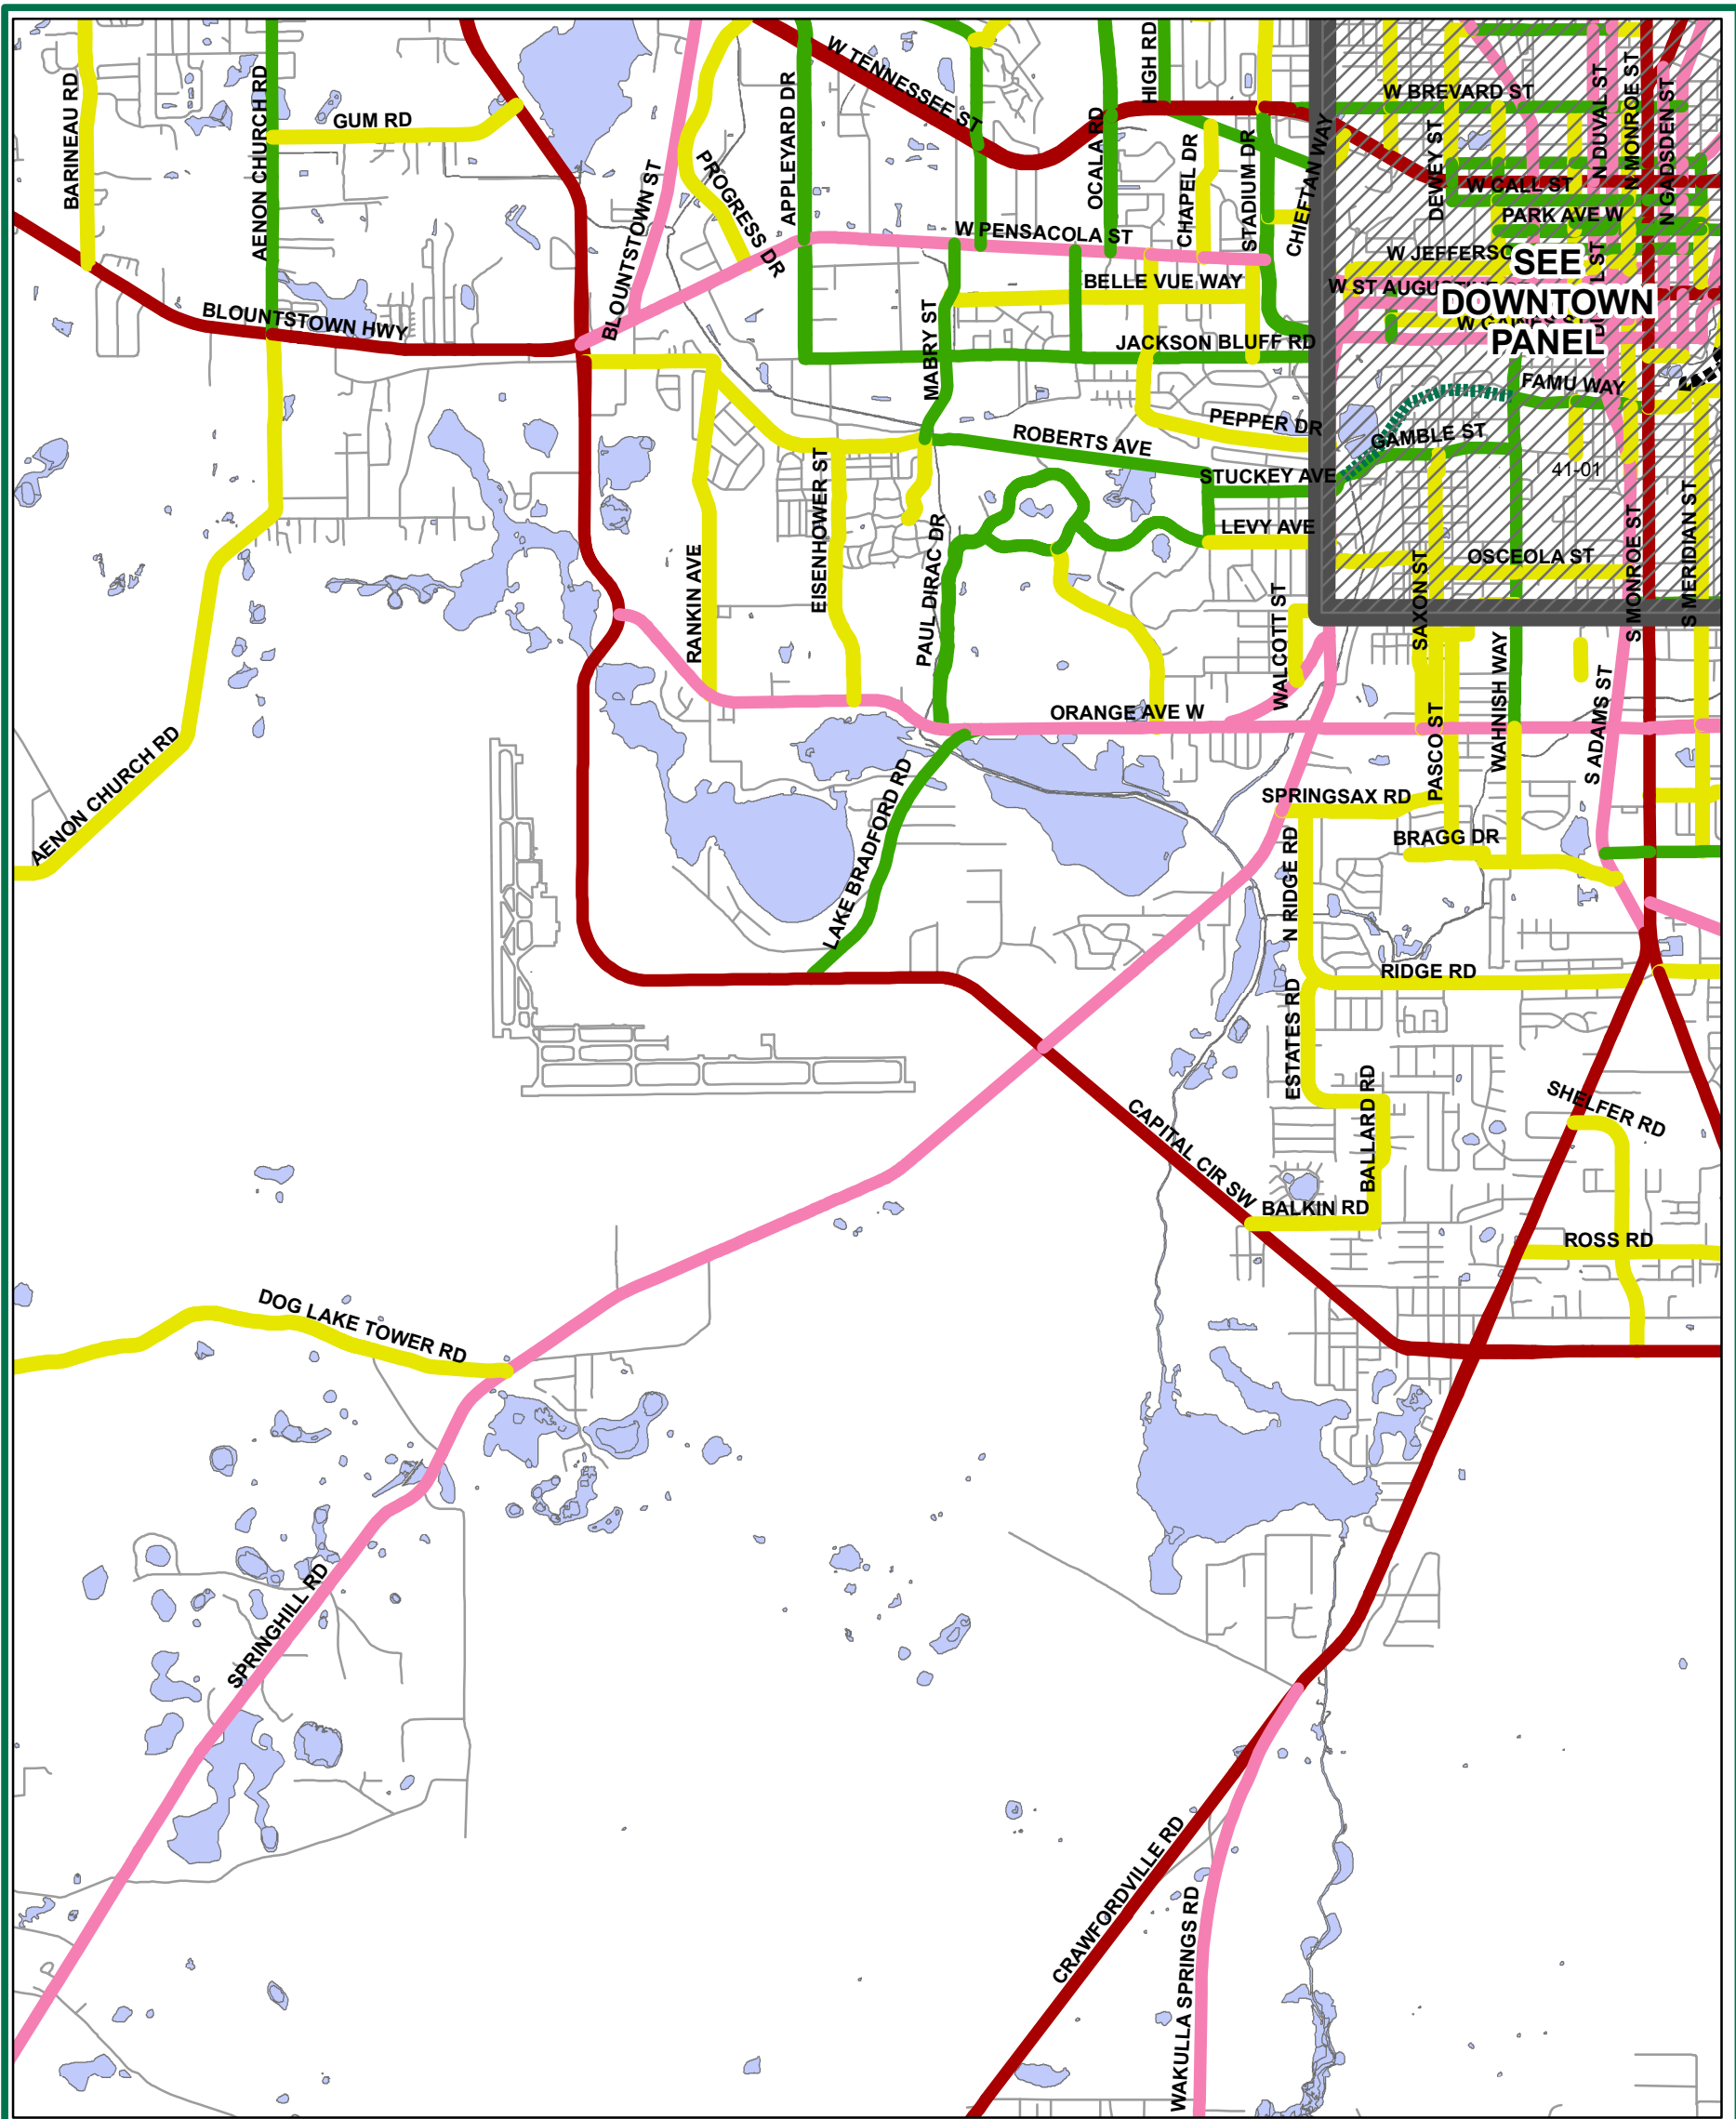 W TENNESSEE ST
HIGH RD
BARINEAU RD
AENON CHURCH RD
GUM RD
APPLEYARD DR
OCALA RD
W BREVARD ST
N DUVAL ST
N MONROE ST
N GADSDEN ST
DEWEY ST
W CALL ST
PARK AVE W
PROGRESS DR
BLOUNTSTOWN ST
CHAPEL DR
STADIUM DR
CHIEFTAN WAY
W PENSACOLA ST
W JEFFERSO
BELLE VUE WAY
SEE
DOWNTOWN
PANEL
BLOUNTSTOWN HWY
JACKSON BLUFF RD
MABRY ST
FAMU WAY
PEPPER DR
GAMBLE ST
ROBERTS AVE
STUCKEY AVE
41-01
EISENHOWER ST
LEVY AVE
S MERIDIAN ST
OSCEOLA ST
S MONROE ST
RANKIN AVE
PAUL DIRAC DR
WALCOTT ST
SAXON ST
WAHNISH WAY
ORANGE AVE W
PASCO ST
S ADAMS ST
AENON CHURCH RD
SPRINGSAX RD
BRAGG DR
LAKE BRADFORD RD
N RIDGE RD
RIDGE RD
ESTATES RD
BALLARD RD
SHELFER RD
CAPITAL CIR SW
BALKIN RD
ROSS RD
DOG LAKE TOWER RD
SPRINGHILL RD
CRAWFORDVILLE RD
WAKULLA SPRINGS RD